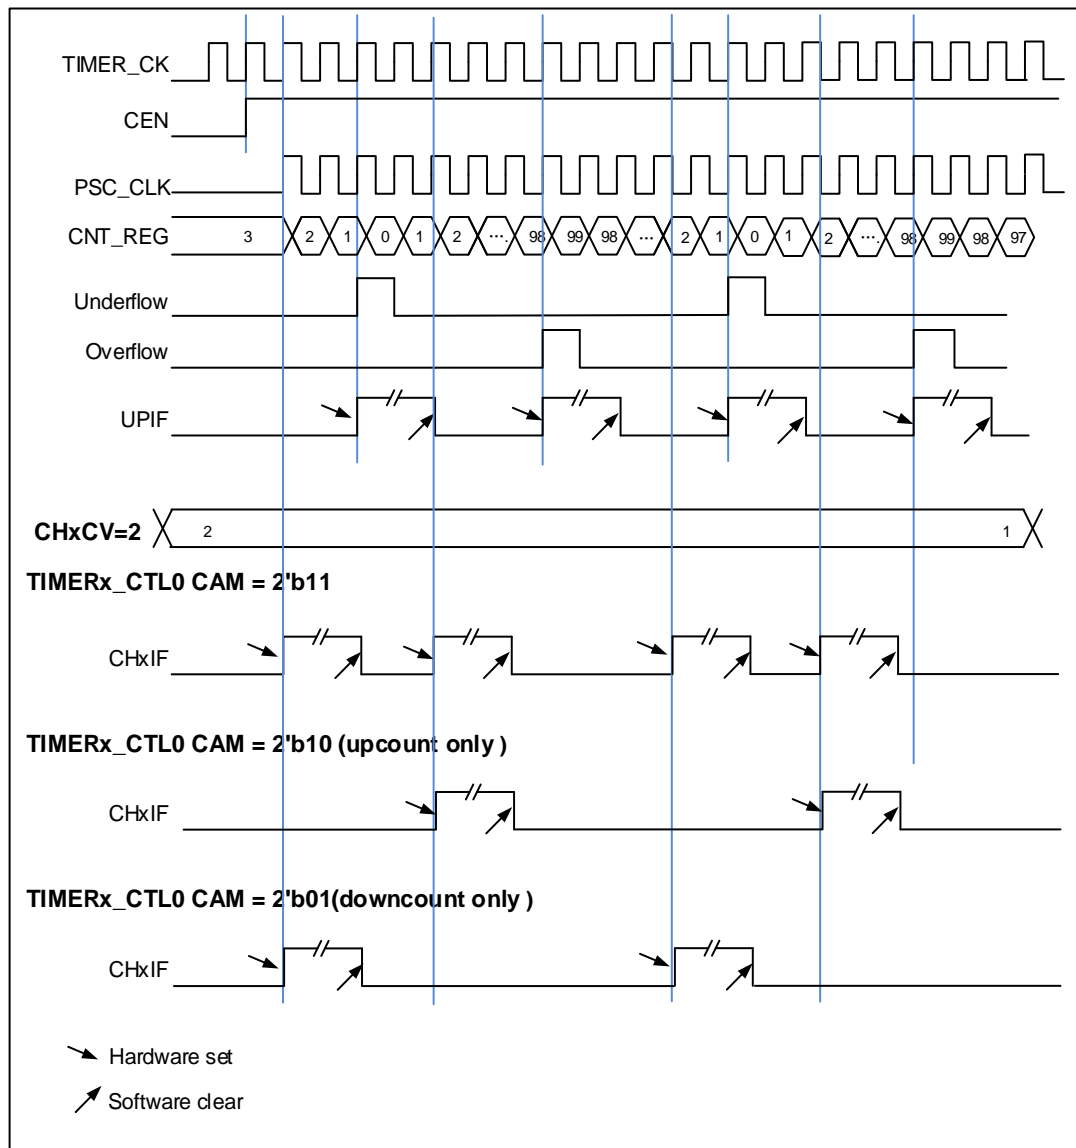 TIMER_CK
CEN
PSC_CLK
CNT_REG 3 2 1 0 1 2 .... 98 99 98 ... 2 1 0 1 2 .... 98 99 98 97
Underflow
Overflow
UPIF
CHxCV=2 2 1
TIMERx_CTL0 CAM = 2'b11
CHxIF
TIMERx_CTL0 CAM = 2'b10 (upcount only )
CHxIF
TIMERx_CTL0 CAM = 2'b01(downcount only )
CHxIF
Hardware set
Software clear